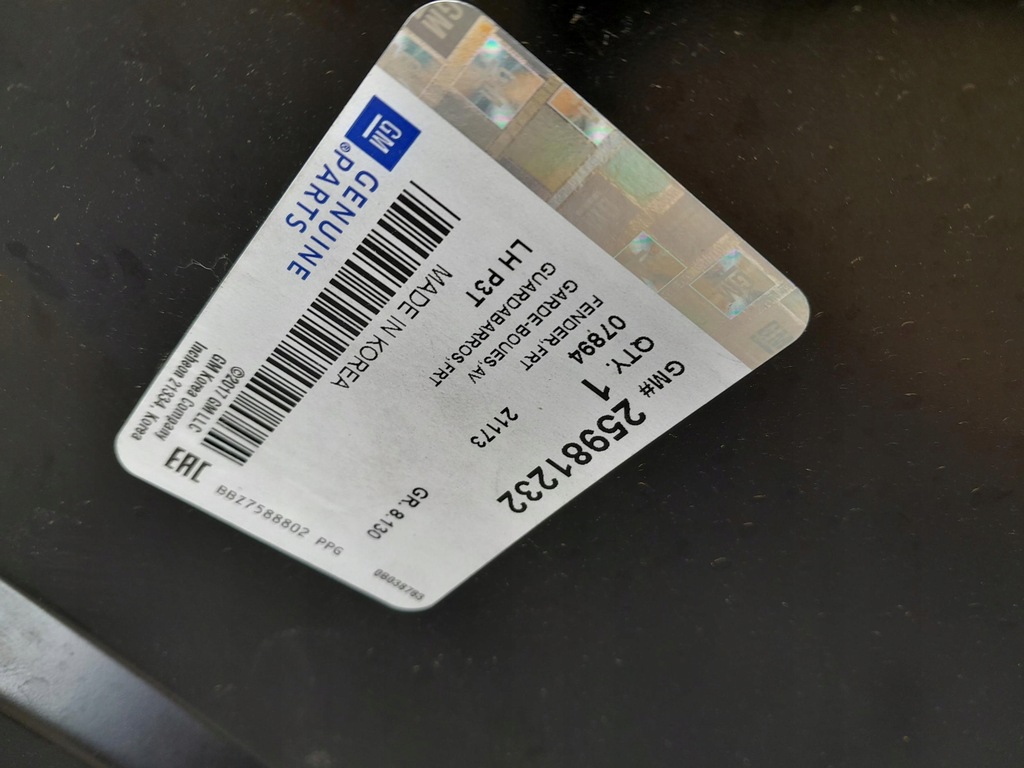 GM# 25981232
QTY. 1
07894 21173
FENDER,FRT
GARDE-BOUES,AV
GUARDABARROS,FRT
LH P3T
GR.8.130
MADE IN KOREA
GM GENUINE
®PARTS
©2017 GM LLC
GM Korea Company
Incheon 21334, Korea
EAC
BBZ7588802 PPG
GM